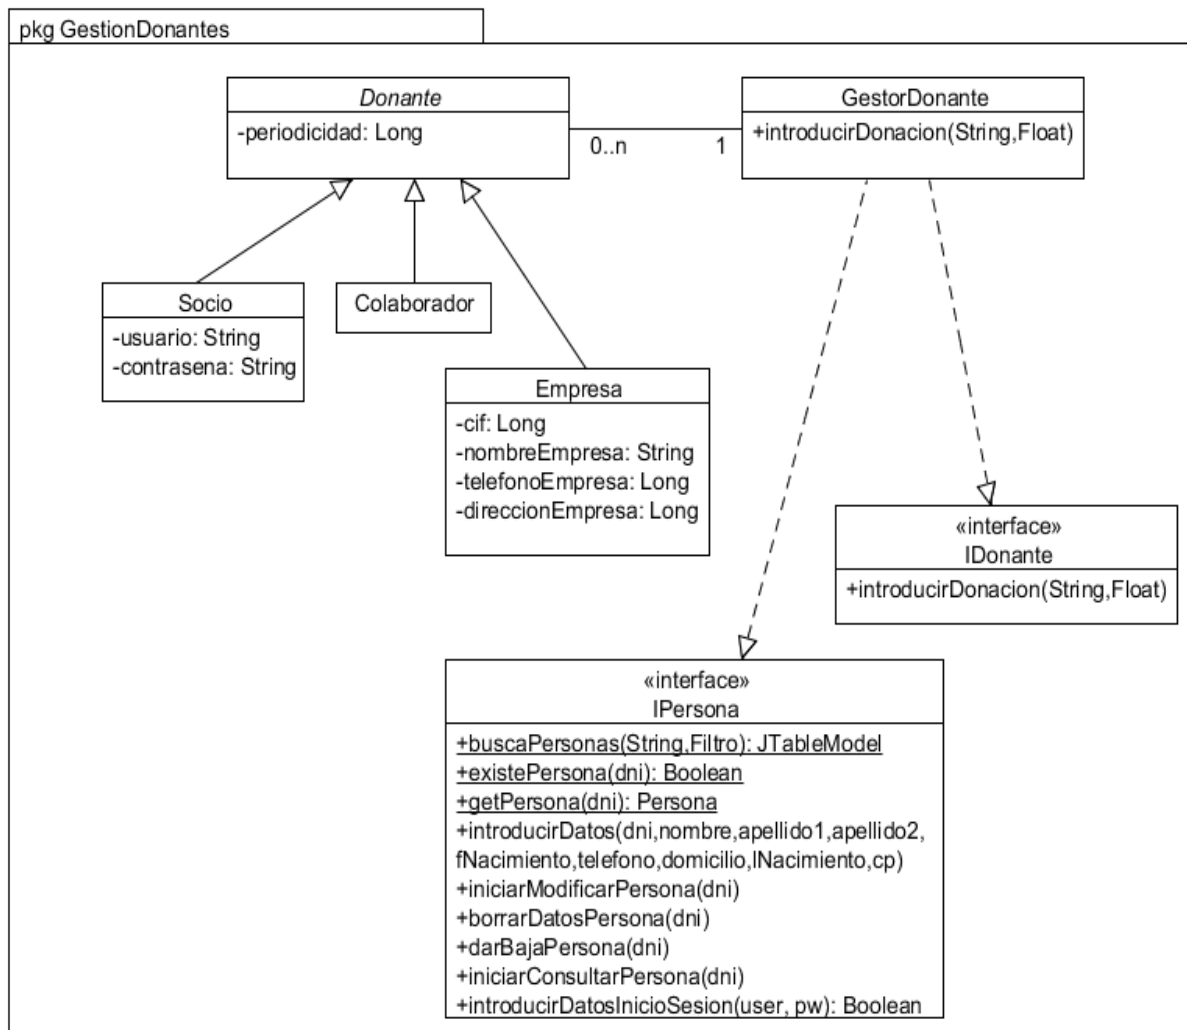 pkg GestionDonantes
Donante
-periodicidad: Long
GestorDonante
+introducirDonacion(String,Float)
0..n
1
Socio
-usuario: String
-contrasena: String
Colaborador
Empresa
-cif: Long
-nombreEmpresa: String
-telefonoEmpresa: Long
-direccionEmpresa: Long
«interface»
IDonante
+introducirDonacion(String,Float)
«interface»
IPersona
+buscaPersonas(String,Filtro): JTableModel
+existePersona(dni): Boolean
+getPersona(dni): Persona
+introducirDatos(dni,nombre,apellido1,apellido2,
fNacimiento,telefono,domicilio,lNacimiento,cp)
+iniciarModificarPersona(dni)
+borrarDatosPersona(dni)
+darBajaPersona(dni)
+iniciarConsultarPersona(dni)
+introducirDatosInicioSesion(user, pw): Boolean